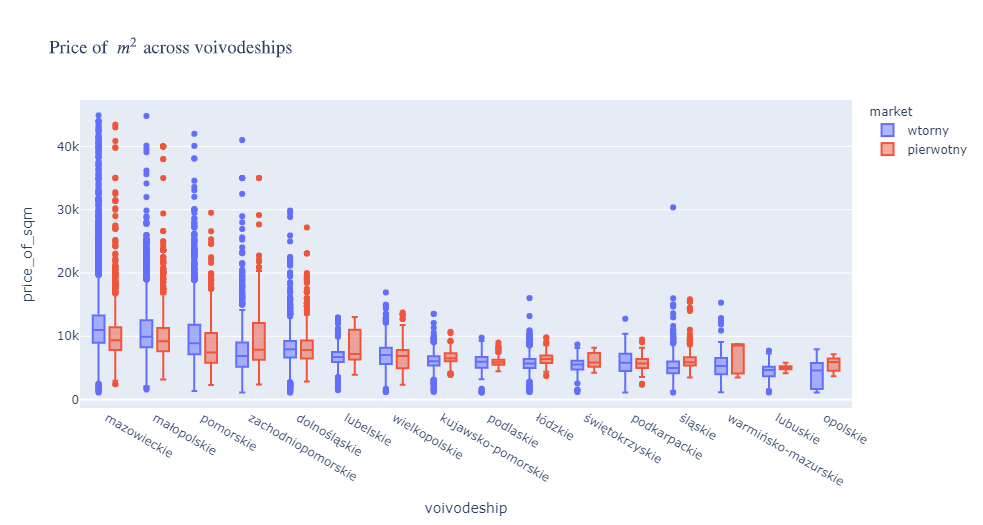 Price of m² across voivodeships
market
wtorny
pierwotny
price_of_sqm
40k
30k
20k
10k
0
mazowieckie
małopolskie
pomorskie
zachodniopomorskie
dolnośląskie
lubelskie
wielkopolskie
kujawsko-pomorskie
podlaskie
łódzkie
świętokrzyskie
podkarpackie
śląskie
warmińsko-mazurskie
lubuskie
opolskie
voivodeship